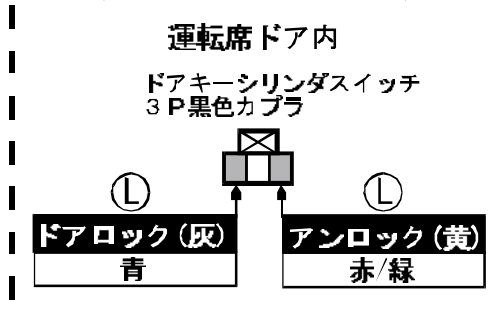 運転席ドア内
ドアキーシリンダスイッチ
3P黒色カプラ
Ⓛ Ⓛ
ドアロック(灰) アンロック(黄)
青 赤/緑